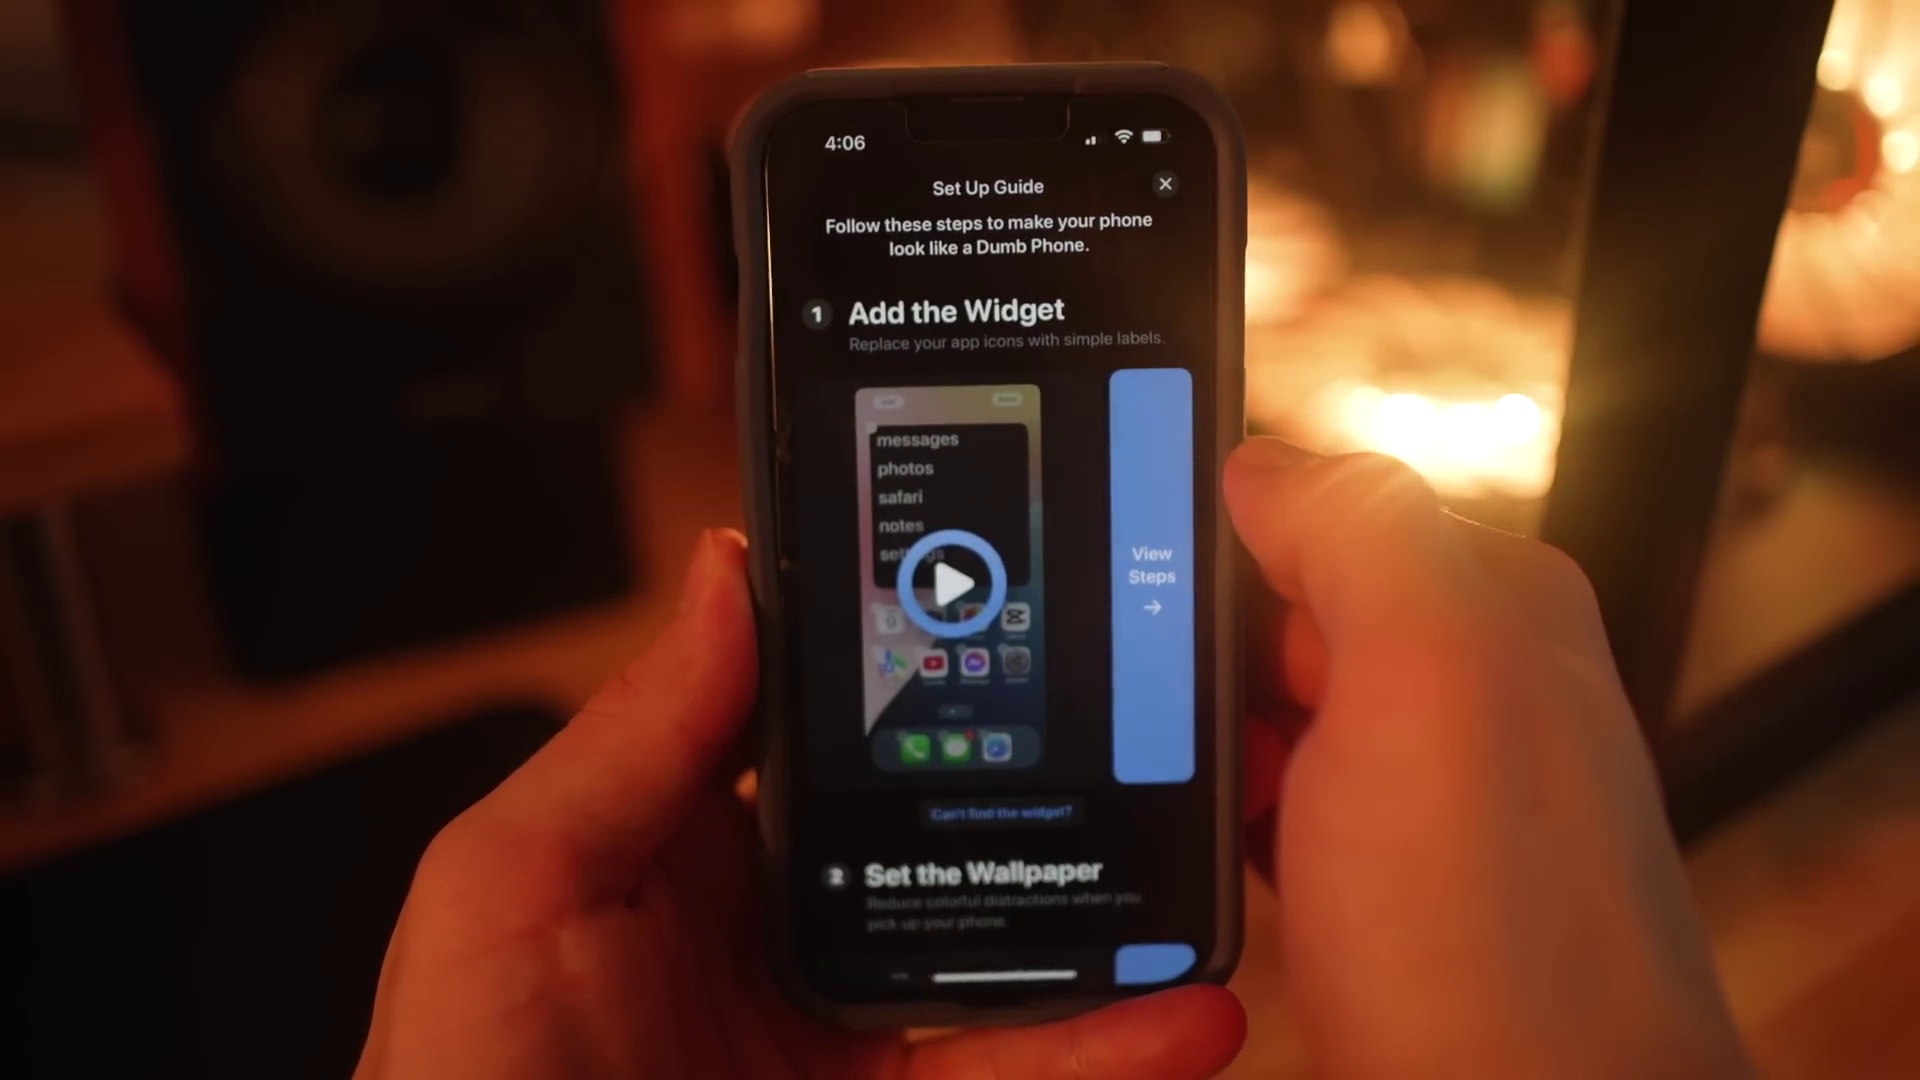 4:06
Set Up Guide
Follow these steps to make your phone
look like a Dumb Phone.
1 Add the Widget
Replace your app icons with simple labels.
messages
photos
safari
notes
settings
View
Steps
→
Can't find the widget?
2 Set the Wallpaper
Reduce colorful distractions when you
pick up your phone.